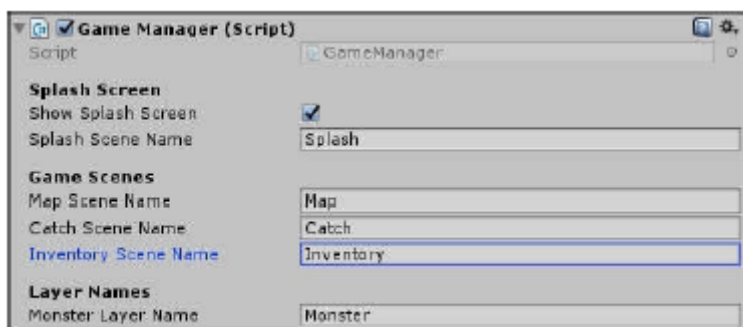 Game Manager (Script)
Script GameManager
Splash Screen
Show Splash Screen
Splash Scene Name Splash
Game Scenes
Map Scene Name Map
Catch Scene Name Catch
Inventory Scene Name Inventory
Layer Names
Monster Layer Name Monster